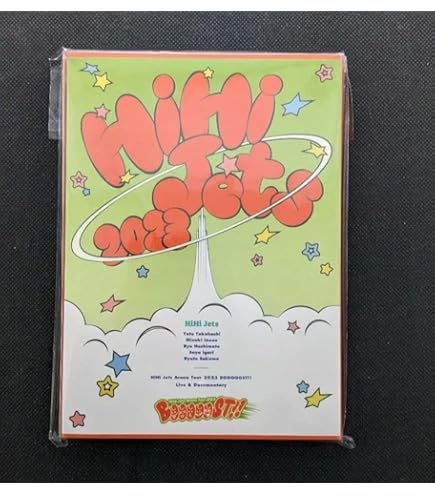 HiHi
Jets
2023
HiHi Jets
Yuto Takahashi
Mizuki Inoue
Ryo Hashimoto
Soya Igari
Ryuto Sakuma
HiHi Jets Arena Tour 2023 BOOOOOST!!
Live & Documentary
BOOOOOST!!